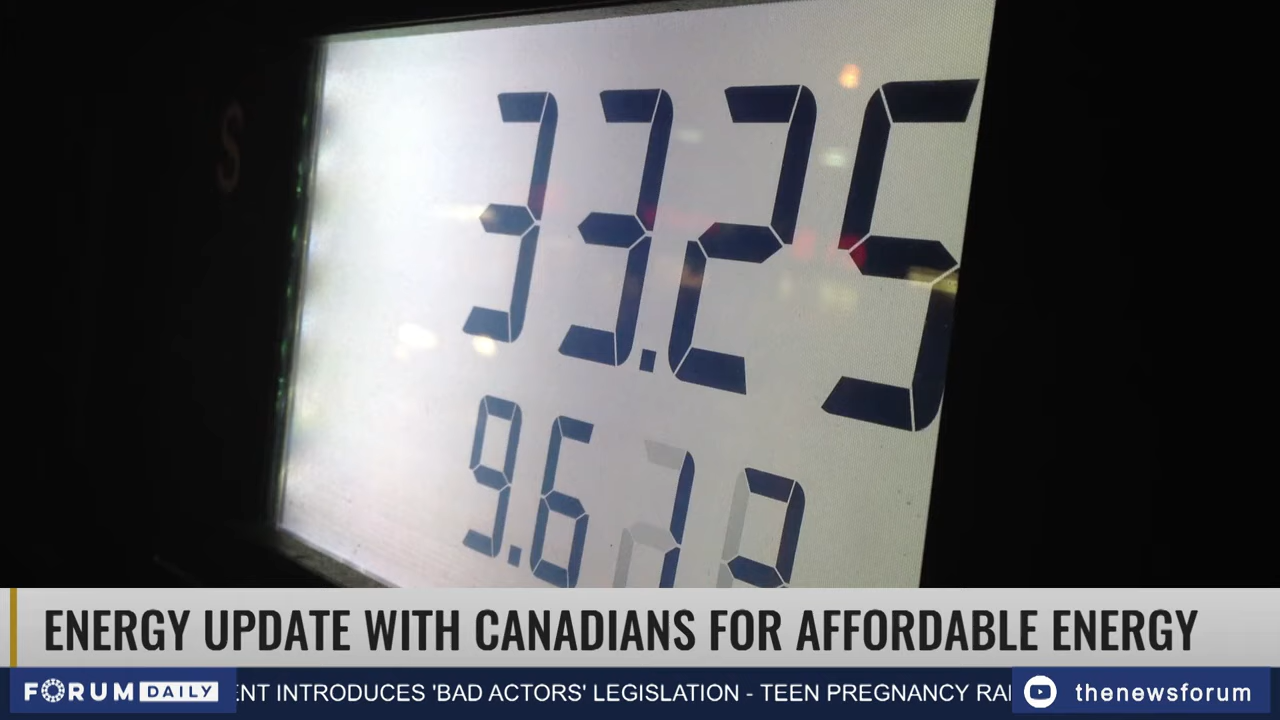 $
33.25
9.6
ENERGY UPDATE WITH CANADIANS FOR AFFORDABLE ENERGY
FORUM DAILY
INTRODUCES 'BAD ACTORS' LEGISLATION - TEEN PREGNANCY
thenewsforum